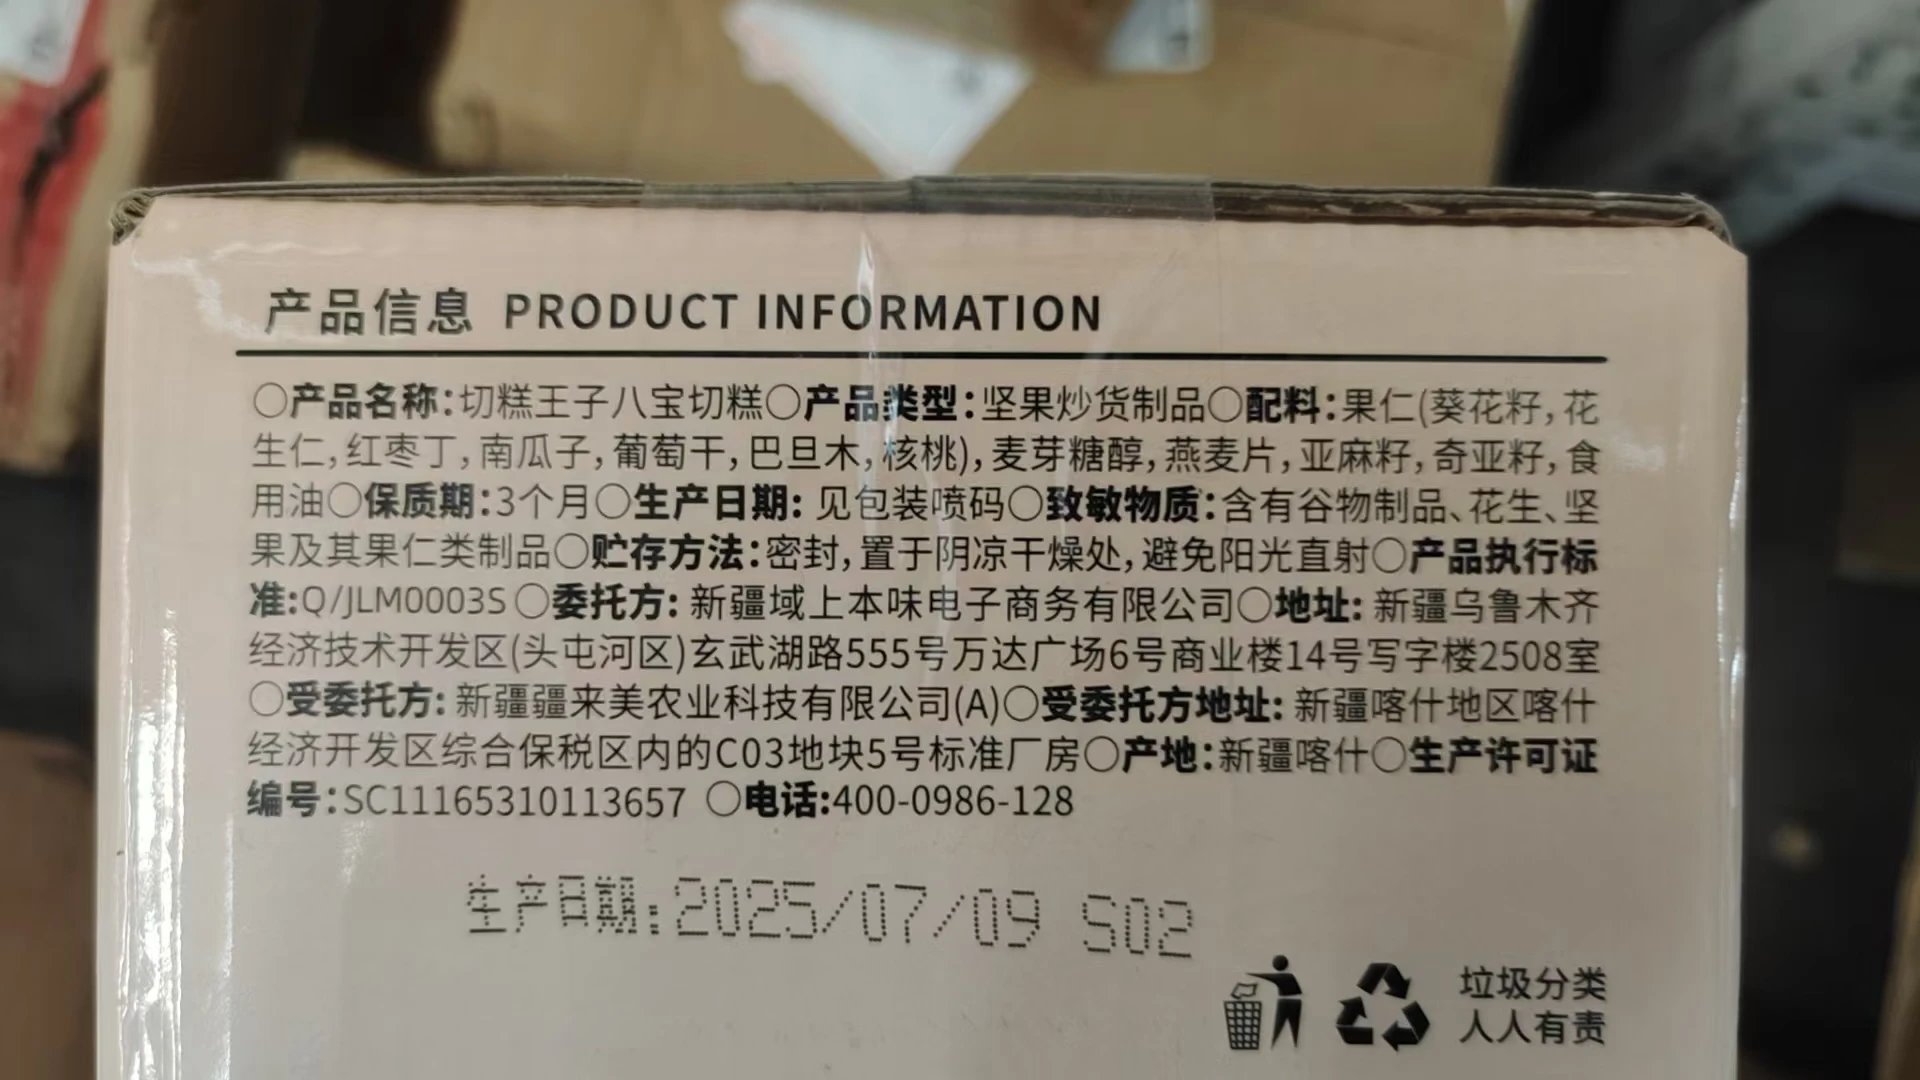 产品信息 PRODUCT INFORMATION
○产品名称:切糕王子八宝切糕○产品类型:坚果炒货制品○配料:果仁(葵花籽,花
生仁,红枣丁,南瓜子,葡萄干,巴旦木,核桃),麦芽糖醇,燕麦片,亚麻籽,奇亚籽,食
用油○保质期:3个月○生产日期: 见包装喷码○致敏物质:含有谷物制品、花生、坚
果及其果仁类制品○贮存方法:密封,置于阴凉干燥处,避免阳光直射○产品执行标
准:Q/JLM0003S○委托方: 新疆域上本味电子商务有限公司○地址: 新疆乌鲁木齐
经济技术开发区(头屯河区)玄武湖路555号万达广场6号商业楼14号写字楼2508室
○受委托方: 新疆疆来美农业科技有限公司(A)○受委托方地址: 新疆喀什地区喀什
经济开发区综合保税区内的C03地块5号标准厂房○产地:新疆喀什○生产许可证
编号:SC11165310113657 ○电话:400-0986-128
生产日期:2025/07/09 S02
垃圾分类
人人有责